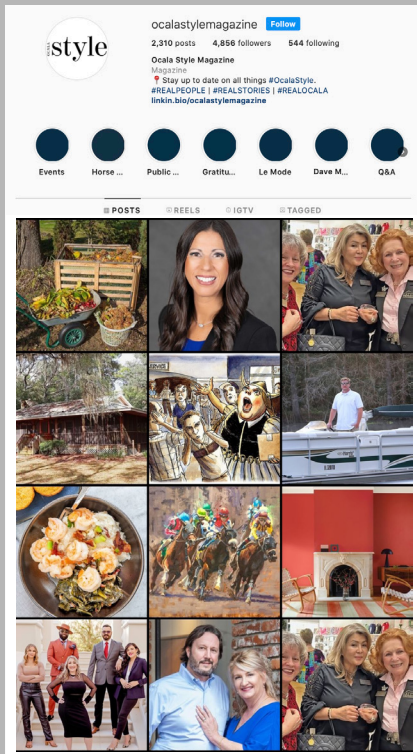 OCALA
style
ocalastylemagazine Follow
2,310 posts 4,856 followers 544 following
Ocala Style Magazine
Magazine
📍Stay up to date on all things #OcalaStyle.
#REALPEOPLE | #REALSTORIES | #REALOCALA
linkin.bio/ocalastylemagazine
Events Horse ... Public ... Gratitu... Le Mode Dave M... Q&A
POSTS REELS IGTV TAGGED